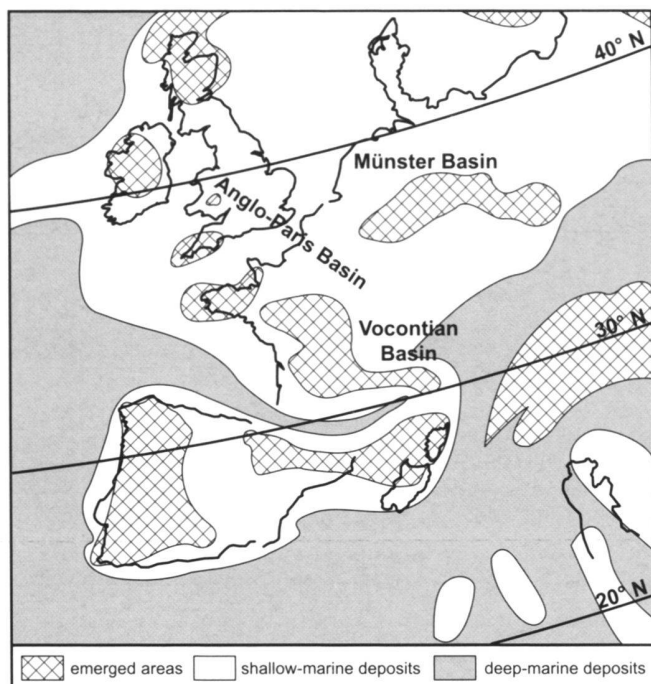 40° N
Münster Basin
Anglo-Paris Basin
Vocontian
Basin
30° N
20° N
emerged areas
shallow-marine deposits
deep-marine deposits